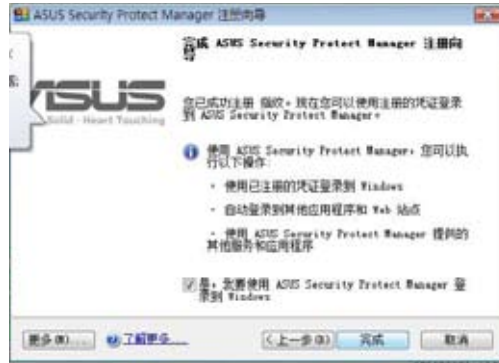 ASUS Security Protect Manager 注册向导
完成 ASUS Security Protect Manager 注册向
导
ASUS
Solid · Heart Touching
您已成功注册 指纹。现在您可以使用注册的凭证登录
到 ASUS Security Protect Manager。
使用 ASUS Security Protect Manager，您可以执
行以下操作：
· 使用已注册的凭证登录到 Windows
· 自动登录到其他应用程序和 Web 站点
· 使用 ASUS Security Protect Manager 提供的
其他服务和应用程序
是，我要使用 ASUS Security Protect Manager 登
录到 Windows
更多(M)...
了解更多...
< 上一步(B)
完成
取消